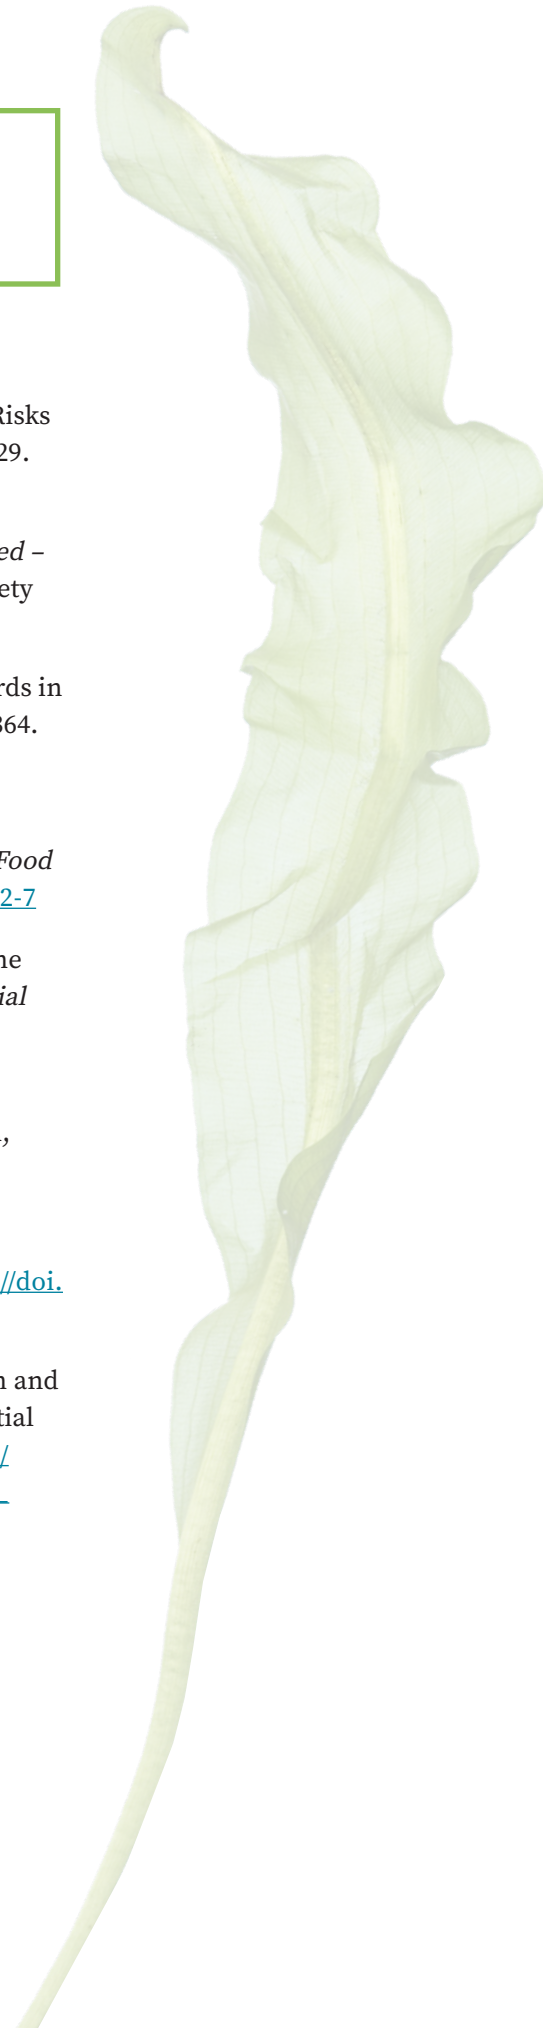 Risks
29.
ed –
ety
rds in
364.
Food
2-7
ne
ial
,
//doi.
n and
tial
/